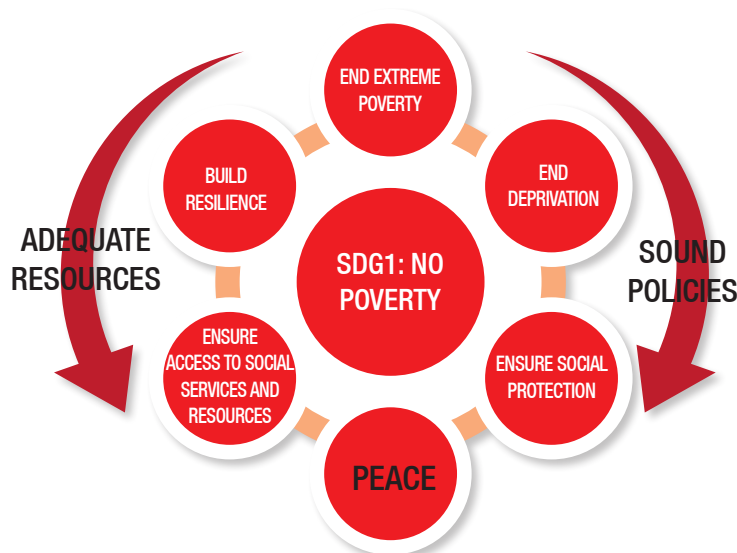 END EXTREME
POVERTY
BUILD
RESILIENCE
END
DEPRIVATION
ADEQUATE
RESOURCES
SDG1: NO
POVERTY
SOUND
POLICIES
ENSURE
ACCESS TO SOCIAL
SERVICES AND
RESOURCES
ENSURE SOCIAL
PROTECTION
PEACE